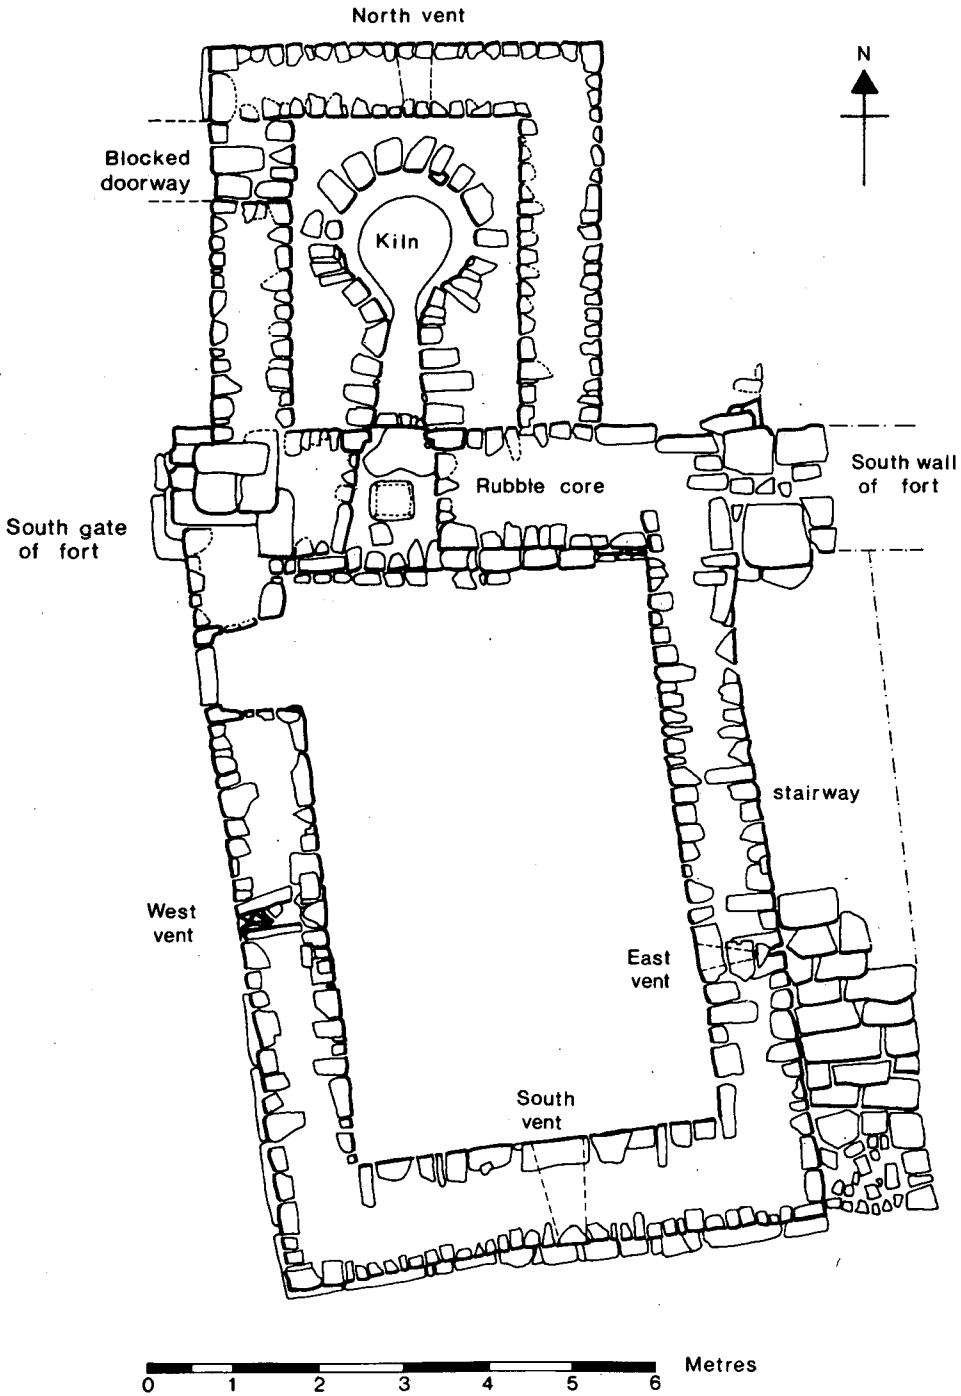 North vent
N
Blocked
doorway
Kiln
South wall
of fort
Rubble core
South gate
of fort
stairway
West
vent
East
vent
South
vent
Metres
0 1 2 3 4 5 6